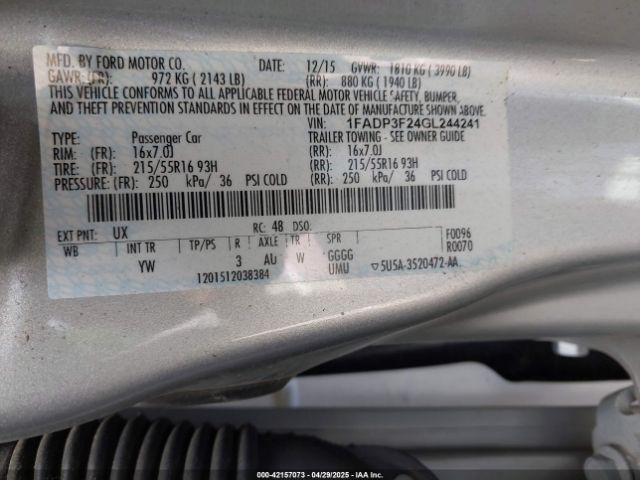 MFD. BY FORD MOTOR CO. DATE: 12/15 GVWR: 1810 KG ( 3990 LB)
GAWR: (FR): 972 KG ( 2143 LB) (RR): 880 KG ( 1940 LB)
THIS VEHICLE CONFORMS TO ALL APPLICABLE FEDERAL MOTOR VEHICLE SAFETY, BUMPER,
AND THEFT PREVENTION STANDARDS IN EFFECT ON THE DATE OF MANUFACTURE SHOWN ABOVE.
VIN: 1FADP3F24GL244241
TYPE: Passenger Car TRAILER TOWING - SEE OWNER GUIDE
RIM: (FR): 16x7.0J (RR): 16x7.0J
TIRE: (FR): 215/55R16 93H (RR): 215/55R16 93H
PRESSURE: (FR): 250 kPa/ 36 PSI COLD (RR): 250 kPa/ 36 PSI COLD
EXT PNT: UX RC: 48 DSO: F0096
WB INT TR TP/PS R AXLE TR SPR R0070
YW 3 AU W GGGG
UMU
1201512038384 5U5A-3520472-AA
000-42157073 - 04/29/2025 - IAA Inc.